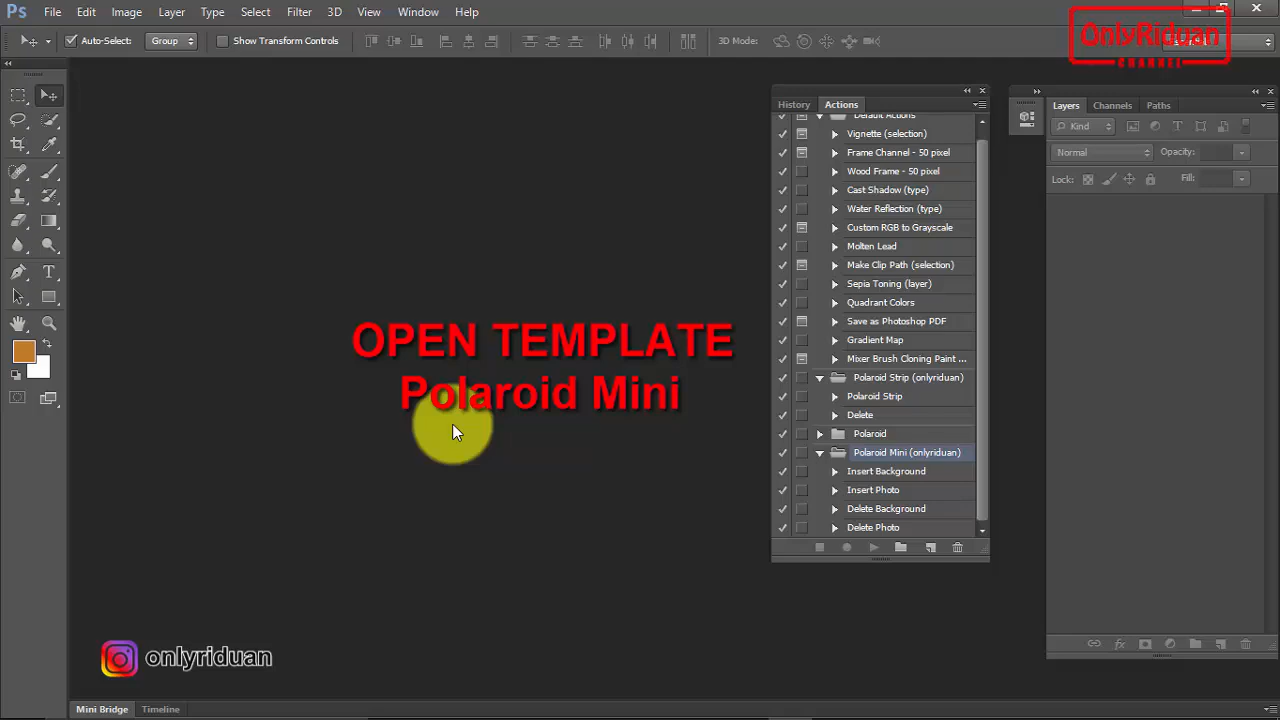 Ps File Edit Image Layer Type Select Filter 3D View Window Help
Auto-Select: Group Show Transform Controls 3D Mode:
OnlyRiduan
CHANNEL
History Actions
Layers Channels Paths
Default Actions
Vignette (selection)
Frame Channel - 50 pixel
Wood Frame - 50 pixel
Cast Shadow (type)
Water Reflection (type)
Custom RGB to Grayscale
Molten Lead
Make Clip Path (selection)
Sepia Toning (layer)
Quadrant Colors
Save as Photoshop PDF
Gradient Map
Mixer Brush Cloning Paint ...
Polaroid Strip (onlyriduan)
Polaroid Strip
Delete
Polaroid
Polaroid Mini (onlyriduan)
Insert Background
Insert Photo
Delete Background
Delete Photo
Kind
Normal Opacity:
Lock: Fill:
OPEN TEMPLATE
Polaroid Mini
onlyriduan
Mini Bridge Timeline